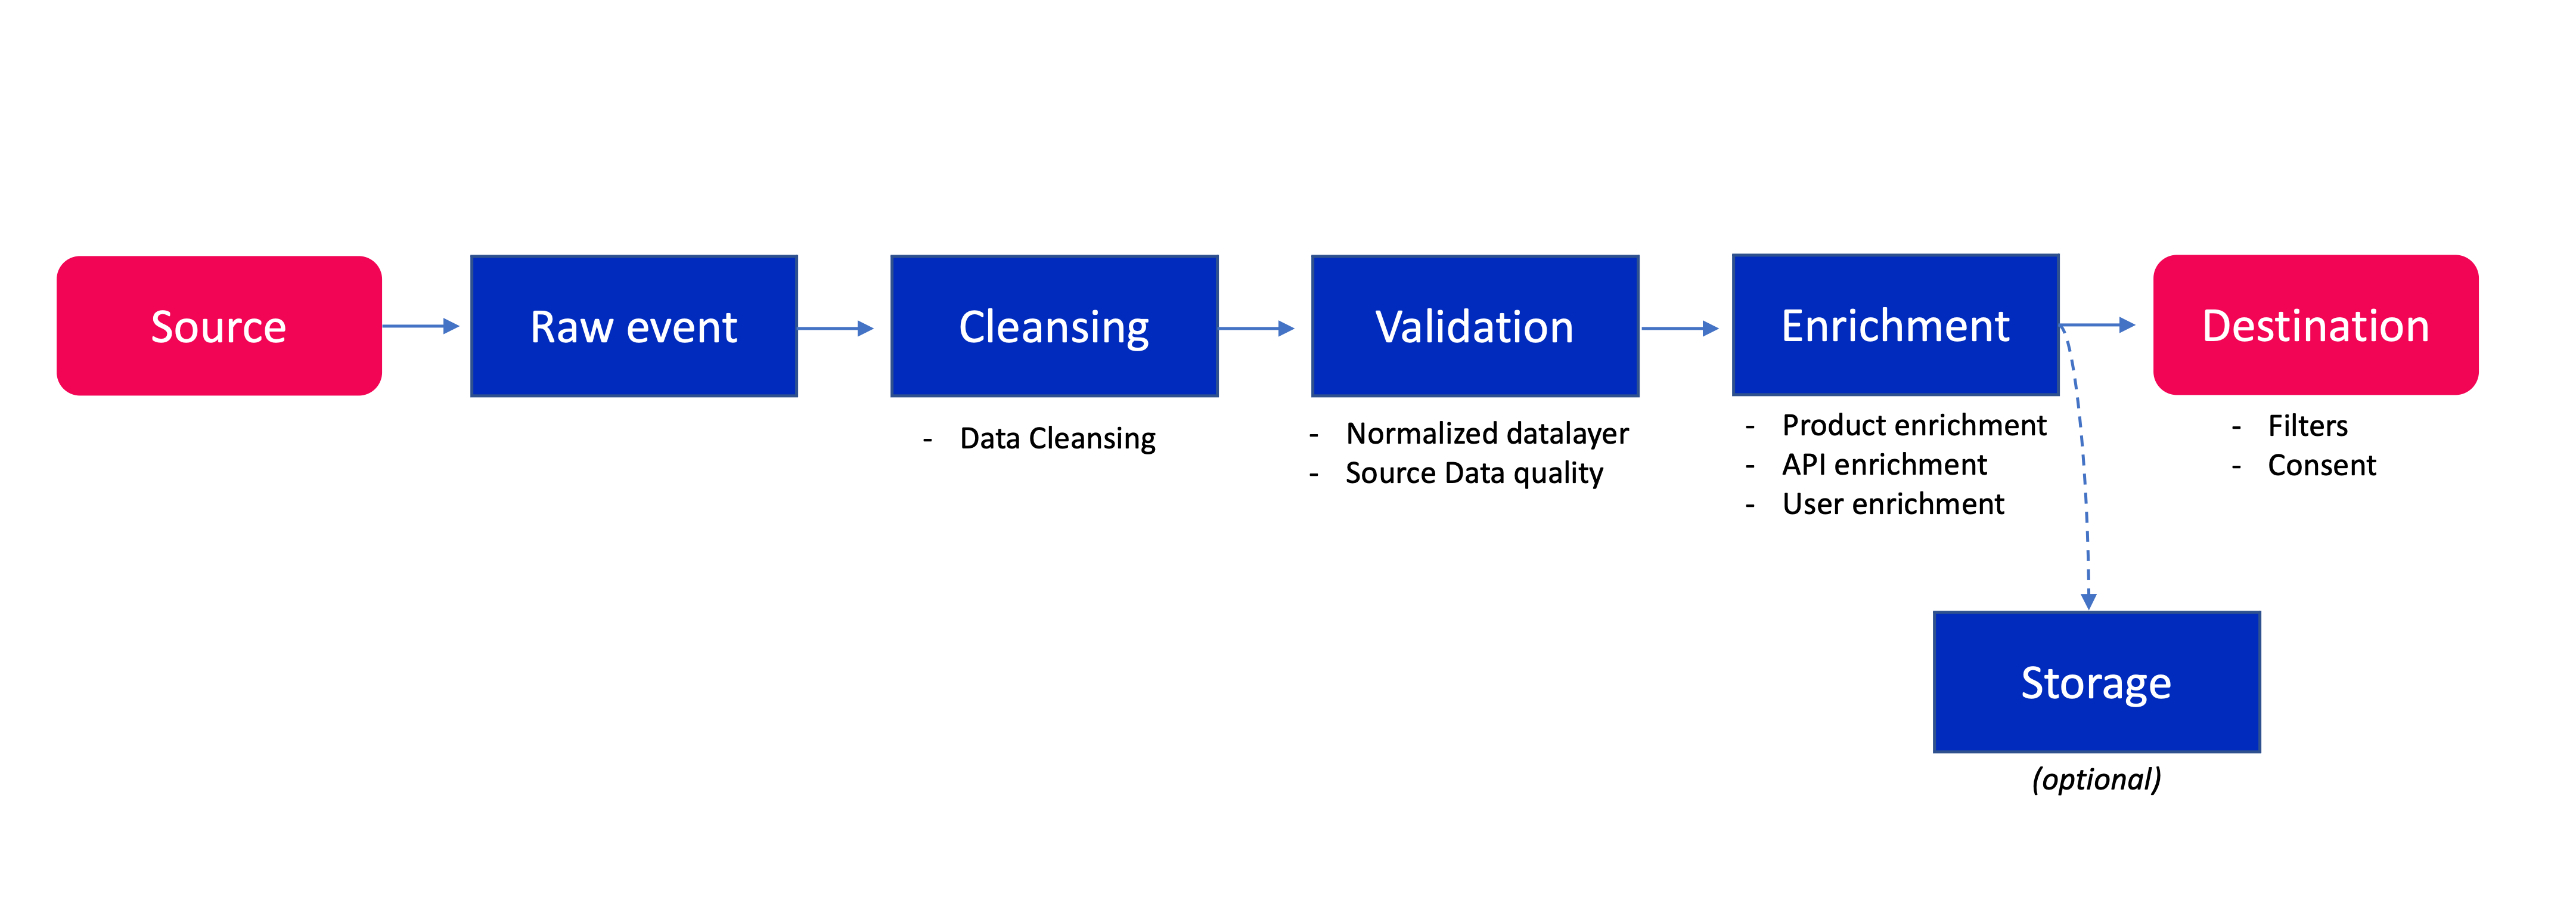 Source
Raw event
Cleansing
- Data Cleansing
Validation
- Normalized datalayer
- Source Data quality
Enrichment
- Product enrichment
- API enrichment
- User enrichment
Destination
- Filters
- Consent
Storage
(optional)